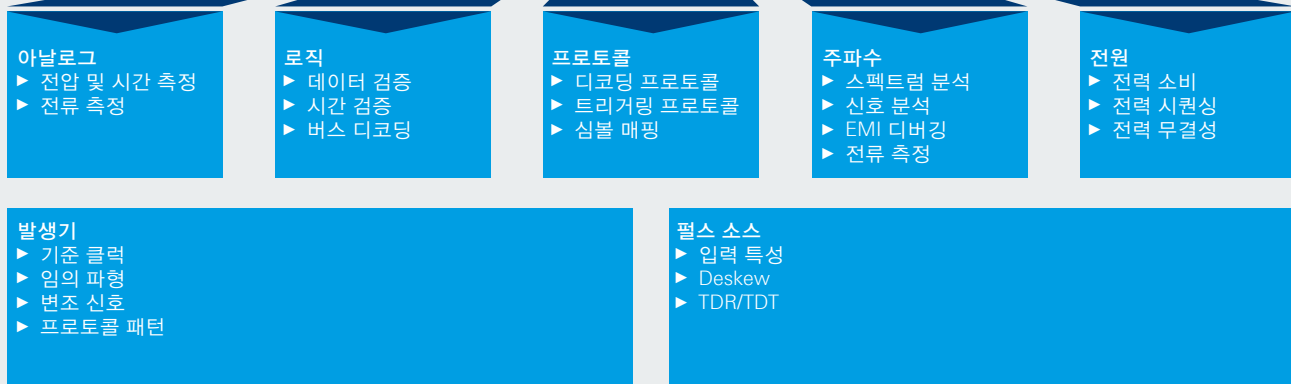 아날로그
► 전압 및 시간 측정
► 전류 측정
로직
► 데이터 검증
► 시간 검증
► 버스 디코딩
프로토콜
► 디코딩 프로토콜
► 트리거링 프로토콜
► 심볼 매핑
주파수
► 스펙트럼 분석
► 신호 분석
► EMI 디버깅
► 전류 측정
전원
► 전력 소비
► 전력 시퀀싱
► 전력 무결성
발생기
► 기준 클럭
► 임의 파형
► 변조 신호
► 프로토콜 패턴
펄스 소스
► 입력 특성
► Deskew
► TDR/TDT